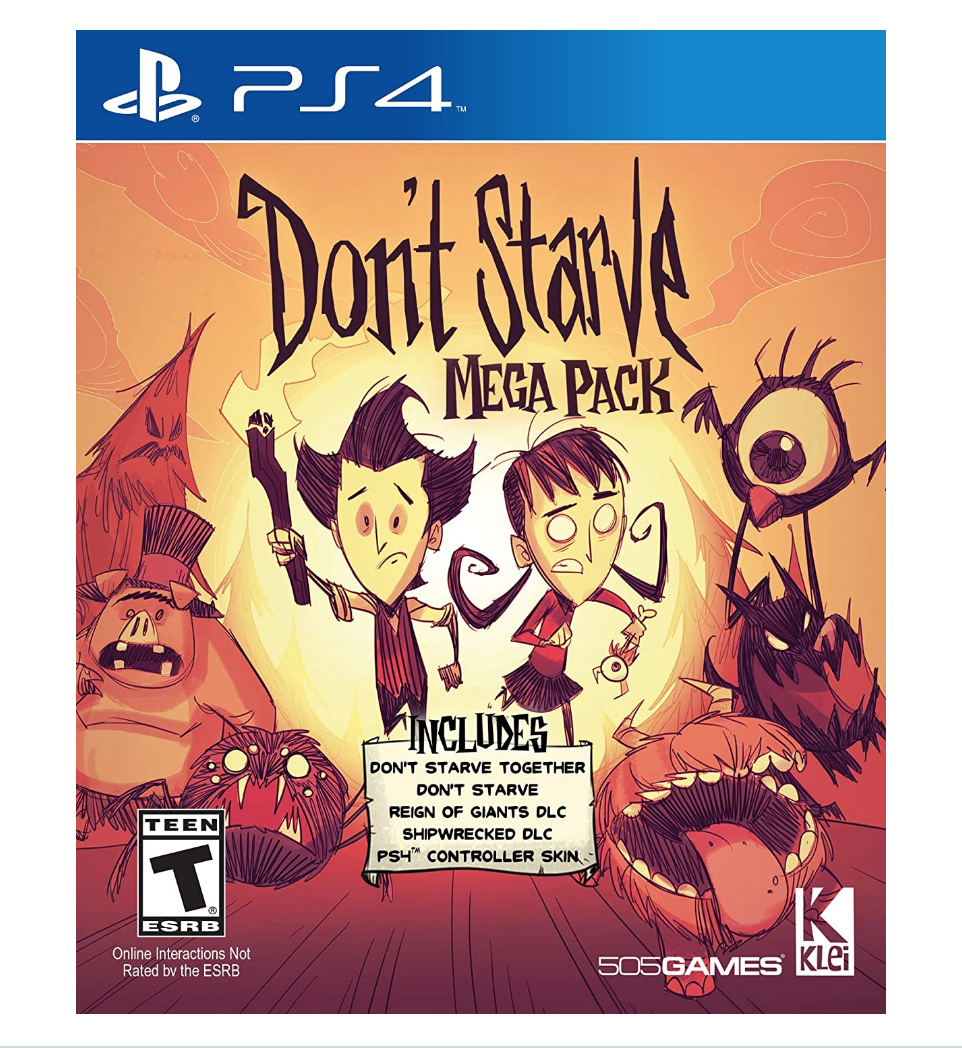 PS4™
Don't Starve
MEGA PACK
INCLUDES
DON'T STARVE TOGETHER
DON'T STARVE
REIGN OF GIANTS DLC
SHIPWRECKED DLC
PS4™ CONTROLLER SKIN
TEEN
T®
ESRB
Online Interactions Not
Rated by the ESRB
505GAMES®
K
KLei